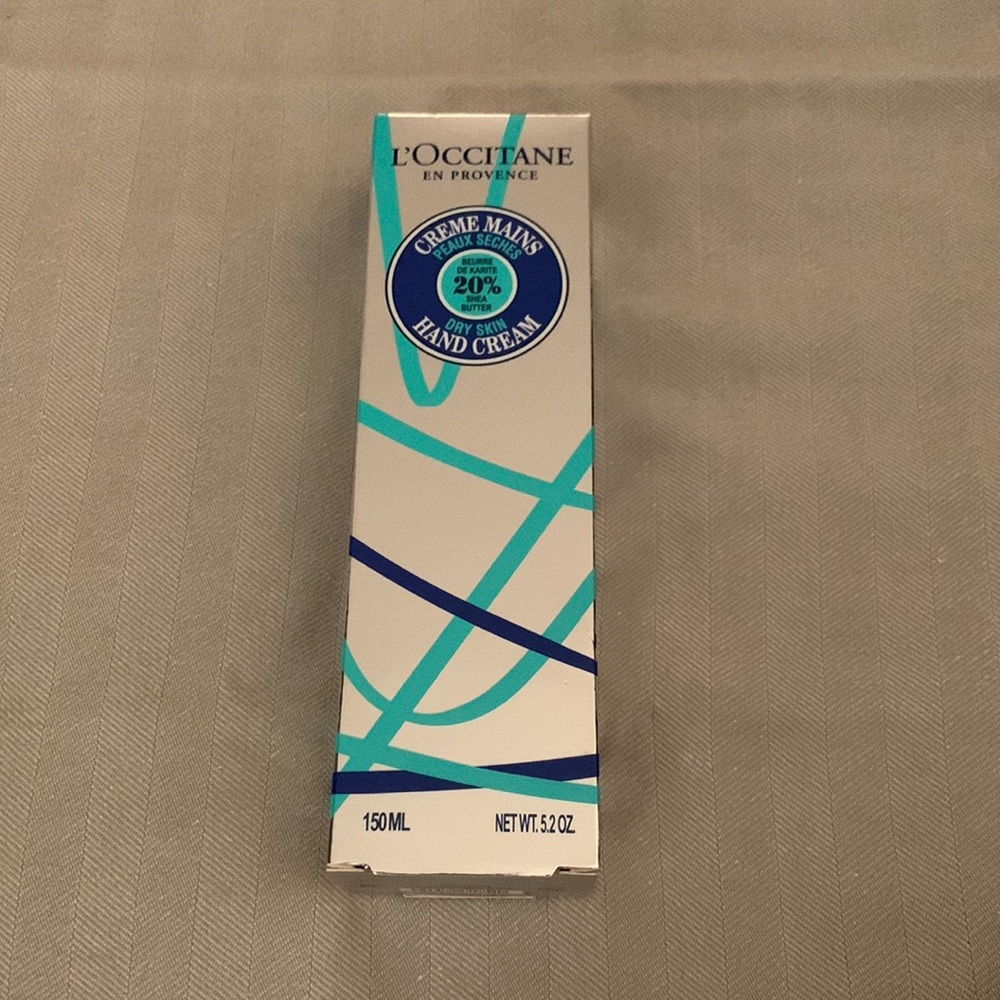 L'OCCITANE
EN PROVENCE
CREME MAINS
PEAUX SECHES
BEURRE
DE KARITE
20%
SHEA
BUTTER
DRY SKIN
HAND CREAM
150 ML
NET WT. 5.2 OZ.